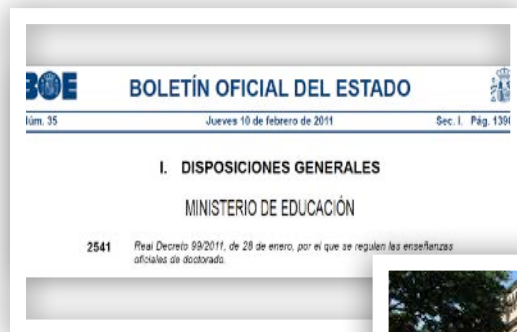 BOE
BOLETÍN OFICIAL DEL ESTADO
Núm. 35 Jueves 10 de febrero de 2011 Sec. I. Pág. 139
I. DISPOSICIONES GENERALES
MINISTERIO DE EDUCACIÓN
2541 Real Decreto 99/2011, de 28 de enero, por el que se regulan las enseñanzas
oficiales de doctorado.